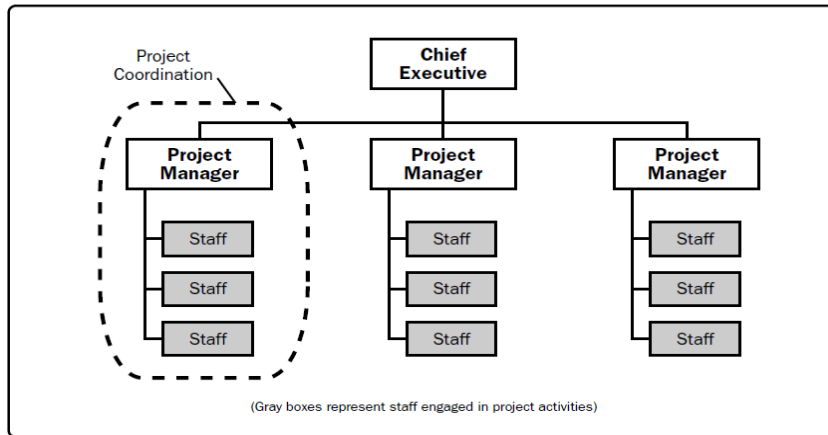 Project
Coordination
Chief
Executive
Project
Manager
Project
Manager
Project
Manager
Staff
Staff
Staff
Staff
Staff
Staff
Staff
Staff
Staff
(Gray boxes represent staff engaged in project activities)